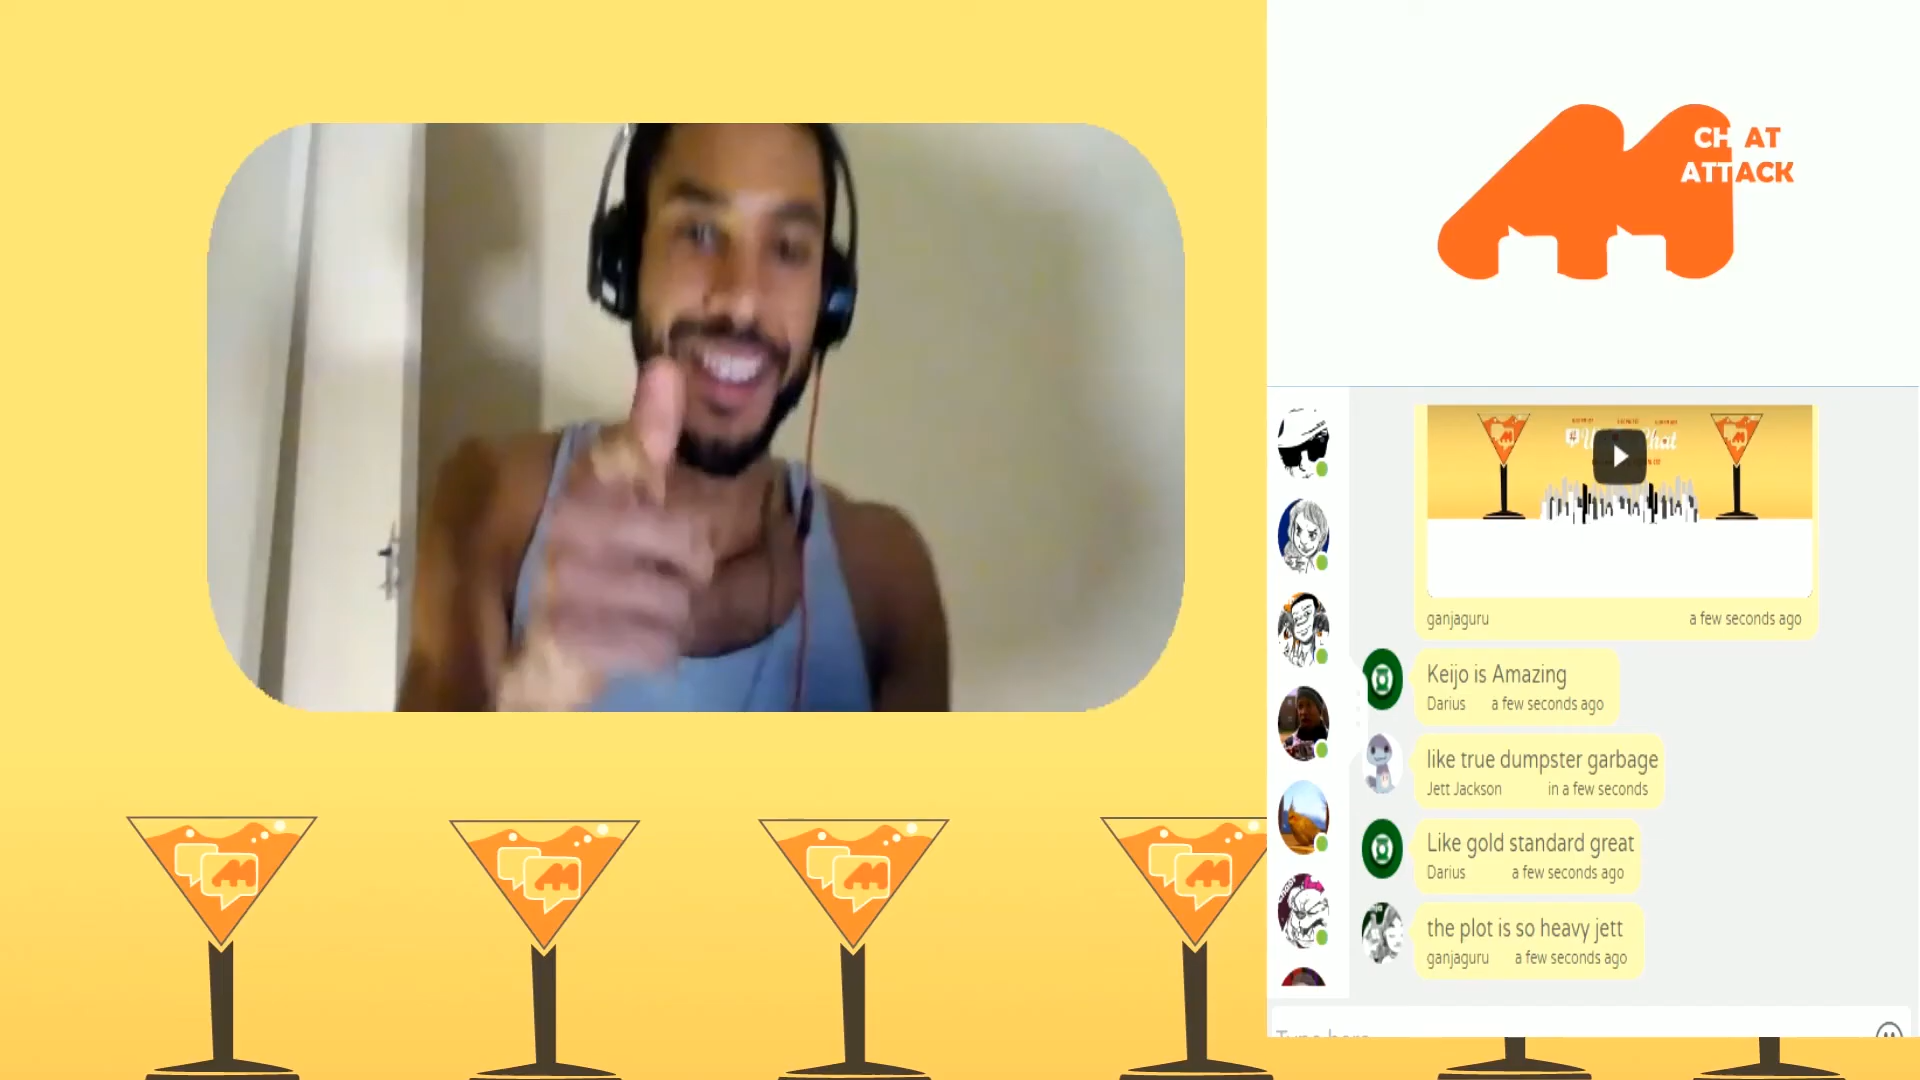 CHAT
ATTACK
ganjaguru a few seconds ago
Keijo is Amazing
Darius a few seconds ago
like true dumpster garbage
Jett Jackson in a few seconds
Like gold standard great
Darius a few seconds ago
the plot is so heavy jett
ganjaguru a few seconds ago